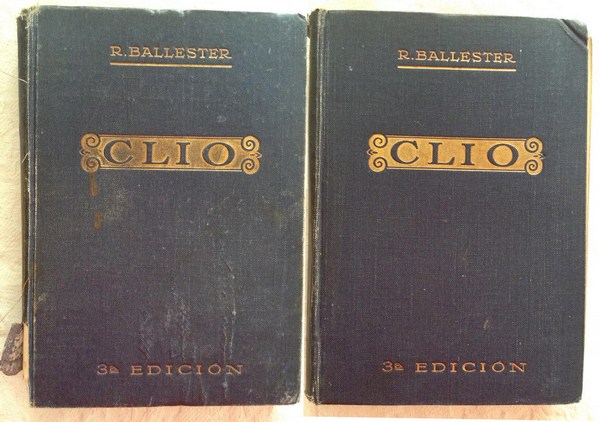 R. BALLESTER
CLIO
3ª EDICIÓN
R. BALLESTER
CLIO
3ª EDICIÓN